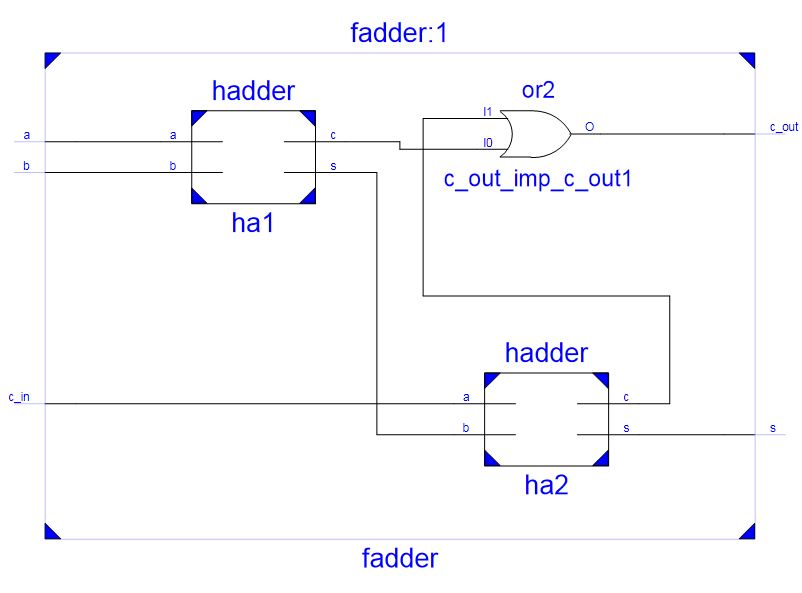 fadder:1
hadder
or2
a
a
c
I1
I0
O
c_out
b
b
s
c_out_imp_c_out1
ha1
hadder
c_in
a
c
b
s
s
ha2
fadder